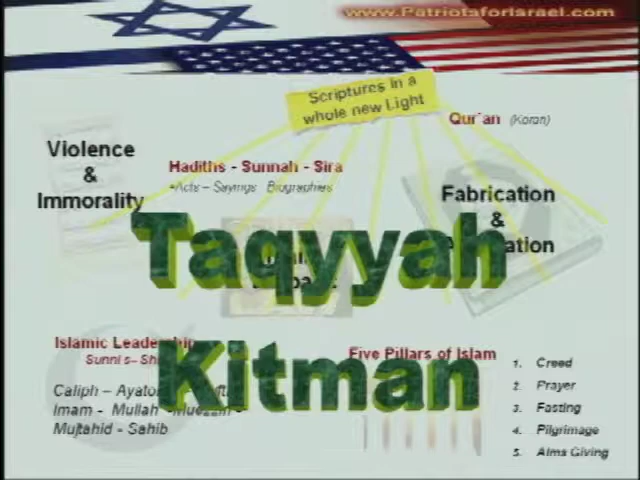 www.PatriotsforIsrael.com
Scriptures in a
whole new Light
Qur'an (Koran)
Violence
&
Immorality
Hadiths - Sunnah - Sira
•Acts – Sayings Biographies
Fabrication
&
Taqyyah
Islamic Leadership
Sunni s–
Kitman
Five Pillars of Islam
Caliph –
Imam - Mullah -
Mujtahid - Sahib
1. Creed
2. Prayer
3. Fasting
4. Pilgrimage
5. Alms Giving